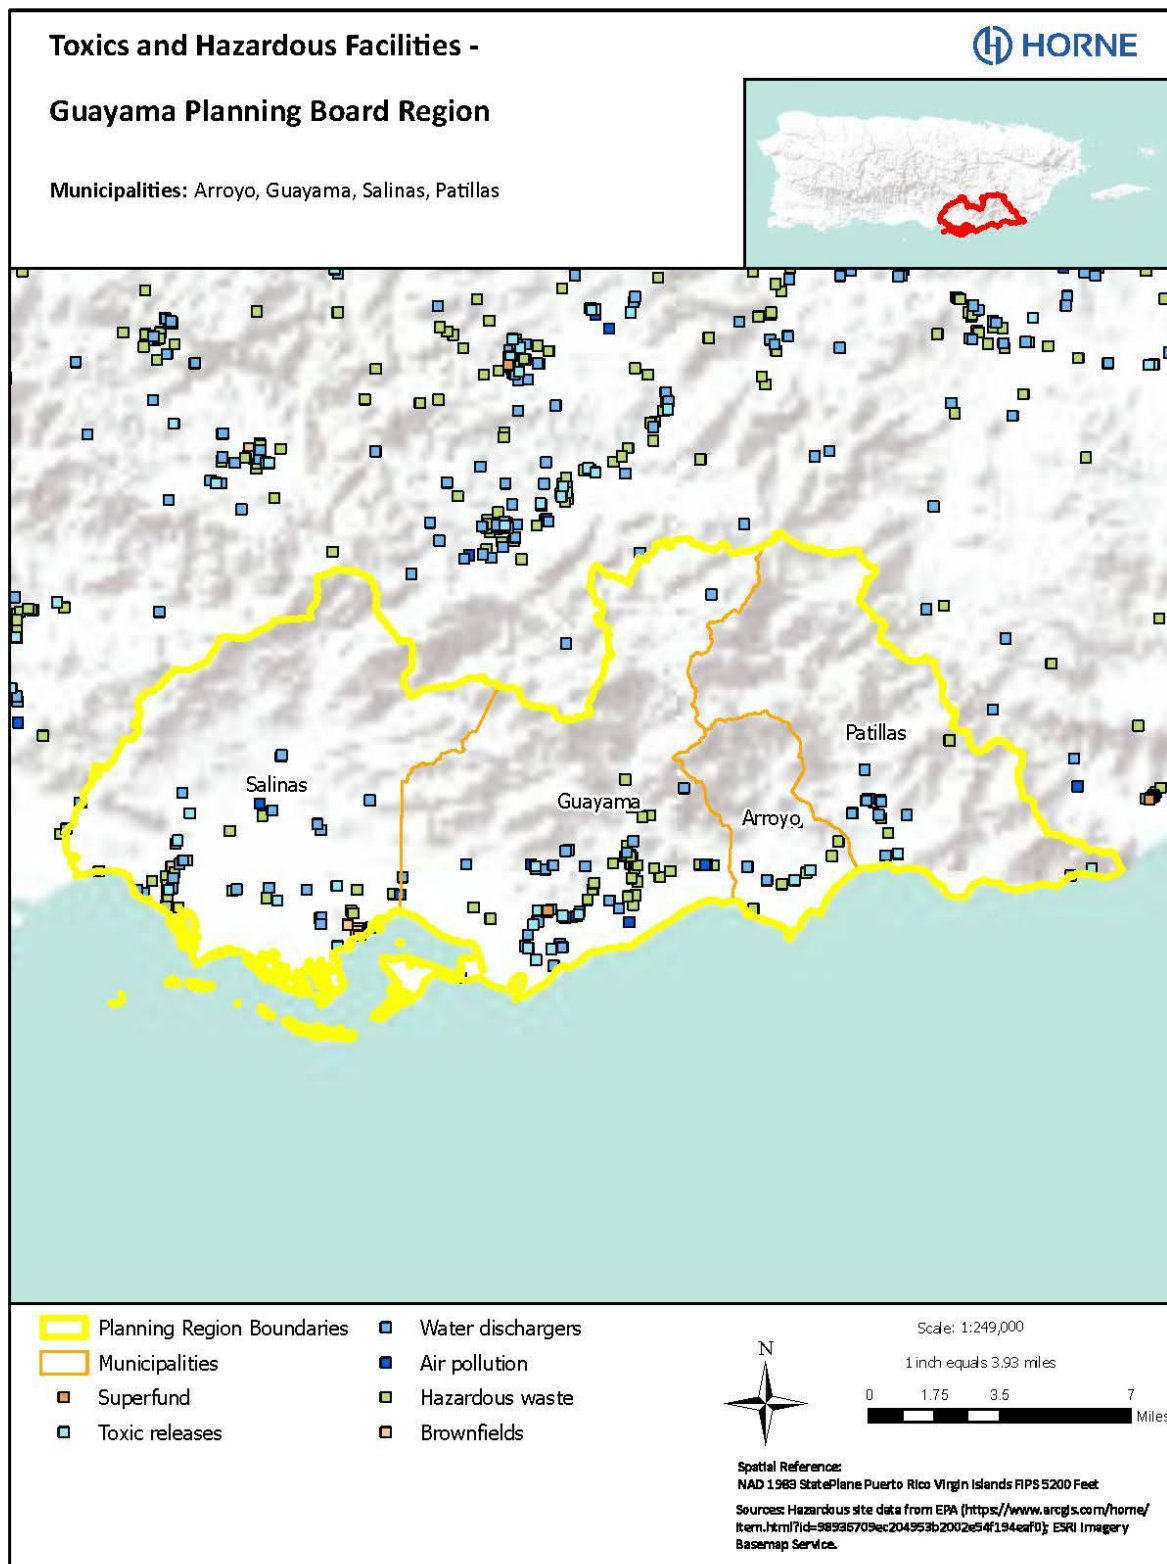 Toxics and Hazardous Facilities -
HORNE
Guayama Planning Board Region
Municipalities: Arroyo, Guayama, Salinas, Patillas
Patillas
Salinas
Guayama
Arroyo
Planning Region Boundaries
Water dischargers
Municipalities
Air pollution
Superfund
Hazardous waste
Toxic releases
Brownfields
Scale: 1:249,000
1 inch equals 3.93 miles
N
0 1.75 3.5 7
Miles
Spatial Reference:
NAD 1983 StatePlane Puerto Rico Virgin Islands FIPS 5200 Feet
Sources: Hazardous site data from EPA (https://www.arcgis.com/home/
item.html?id=98936709ec204953b2002e54f194eaf0); ESRI Imagery
Basemap Service.